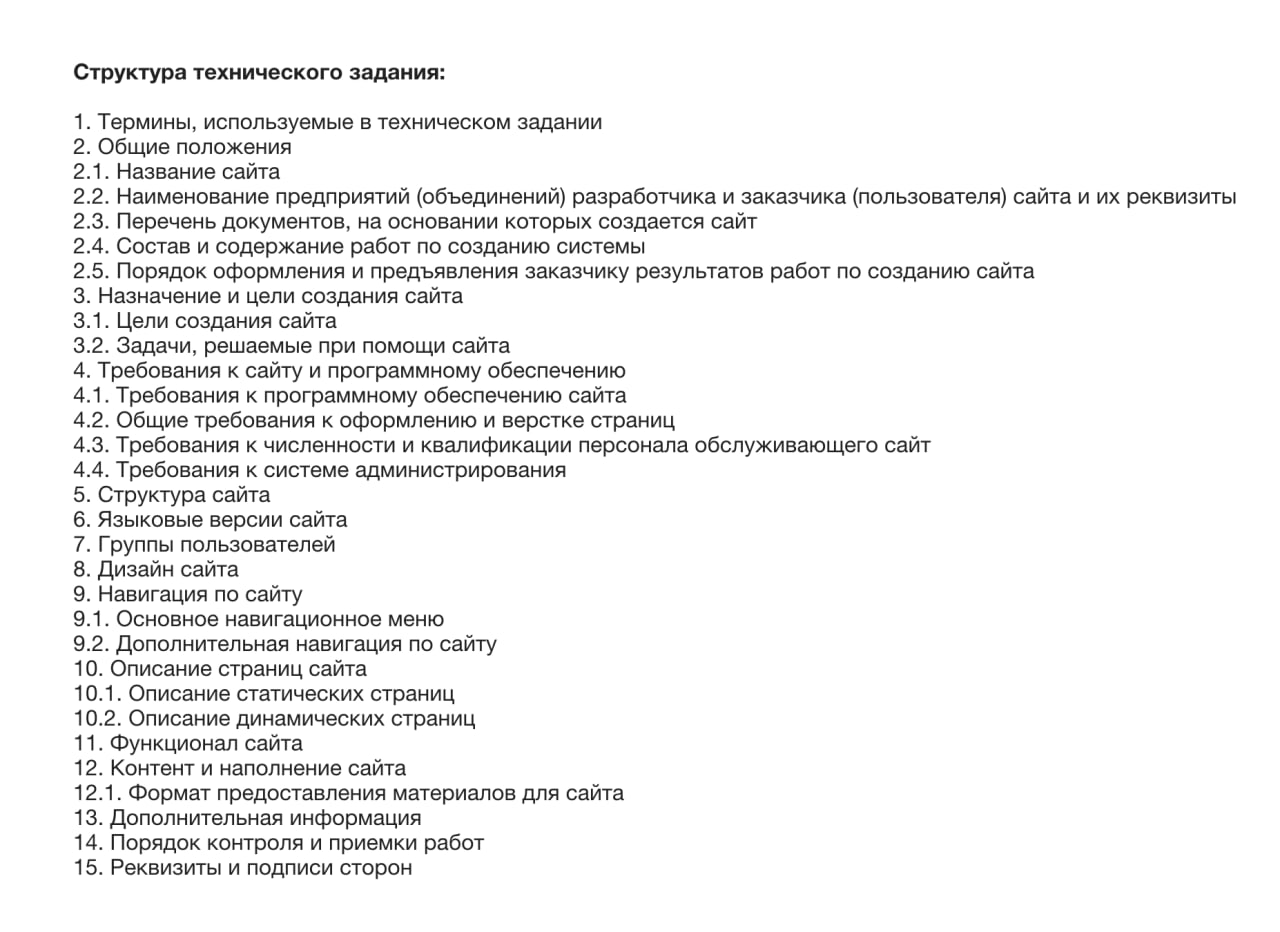 Структура технического задания:
1. Термины, используемые в техническом задании
2. Общие положения
2.1. Название сайта
2.2. Наименование предприятий (объединений) разработчика и заказчика (пользователя) сайта и их реквизиты
2.3. Перечень документов, на основании которых создается сайт
2.4. Состав и содержание работ по созданию системы
2.5. Порядок оформления и предъявления заказчику результатов работ по созданию сайта
3. Назначение и цели создания сайта
3.1. Цели создания сайта
3.2. Задачи, решаемые при помощи сайта
4. Требования к сайту и программному обеспечению
4.1. Требования к программному обеспечению сайта
4.2. Общие требования к оформлению и верстке страниц
4.3. Требования к численности и квалификации персонала обслуживающего сайт
4.4. Требования к системе администрирования
5. Структура сайта
6. Языковые версии сайта
7. Группы пользователей
8. Дизайн сайта
9. Навигация по сайту
9.1. Основное навигационное меню
9.2. Дополнительная навигация по сайту
10. Описание страниц сайта
10.1. Описание статических страниц
10.2. Описание динамических страниц
11. Функционал сайта
12. Контент и наполнение сайта
12.1. Формат предоставления материалов для сайта
13. Дополнительная информация
14. Порядок контроля и приемки работ
15. Реквизиты и подписи сторон